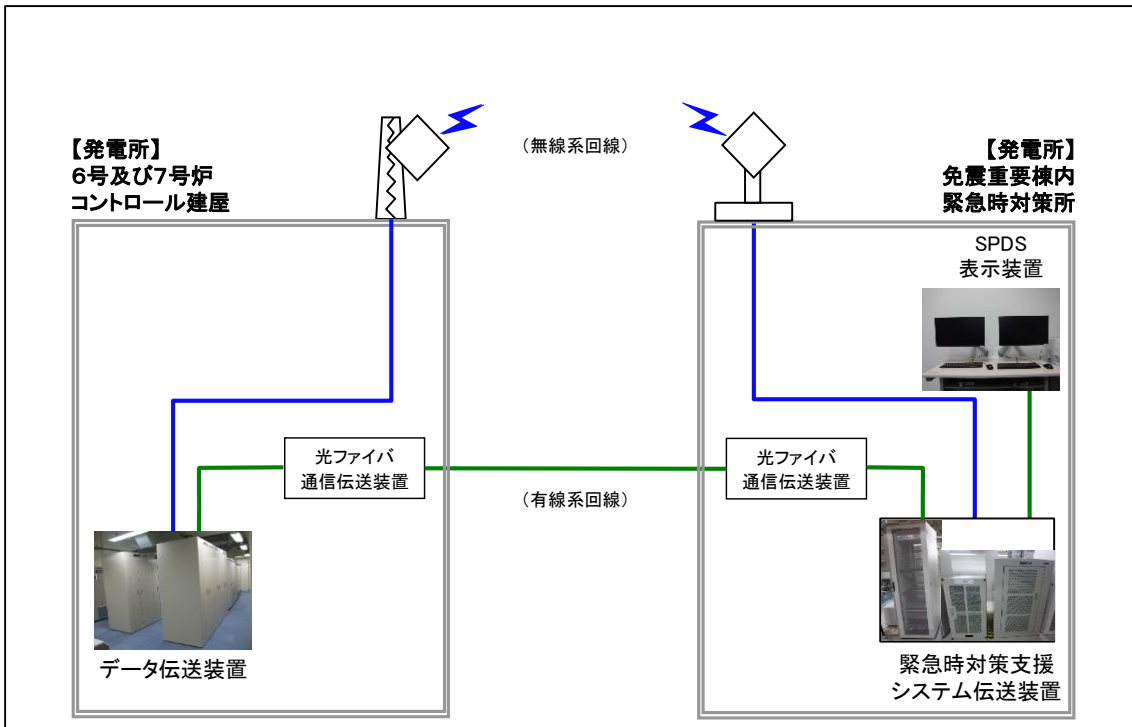 【発電所】
6号及び7号炉
コントロール建屋
（無線系回線）
【発電所】
免震重要棟内
緊急時対策所
SPDS
表示装置
光ファイバ
通信伝送装置
（有線系回線）
光ファイバ
通信伝送装置
データ伝送装置
緊急時対策支援
システム伝送装置